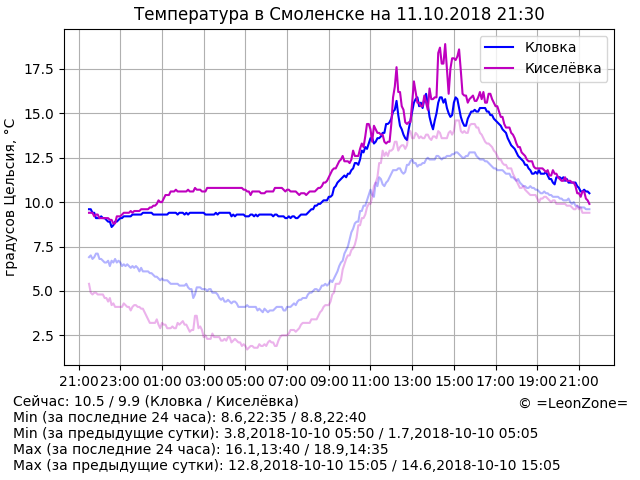 Температура в Смоленске на 11.10.2018 21:30
Кловка
Киселёвка
градусов Цельсия, °C
17.5
15.0
12.5
10.0
7.5
5.0
2.5
21:00 23:00 01:00 03:00 05:00 07:00 09:00 11:00 13:00 15:00 17:00 19:00 21:00
Сейчас: 10.5 / 9.9 (Кловка / Киселёвка)
© =LeonZone=
Min (за последние 24 часа): 8.6,22:35 / 8.8,22:40
Min (за предыдущие сутки): 3.8,2018-10-10 05:50 / 1.7,2018-10-10 05:05
Max (за последние 24 часа): 16.1,13:40 / 18.9,14:35
Max (за предыдущие сутки): 12.8,2018-10-10 15:05 / 14.6,2018-10-10 15:05